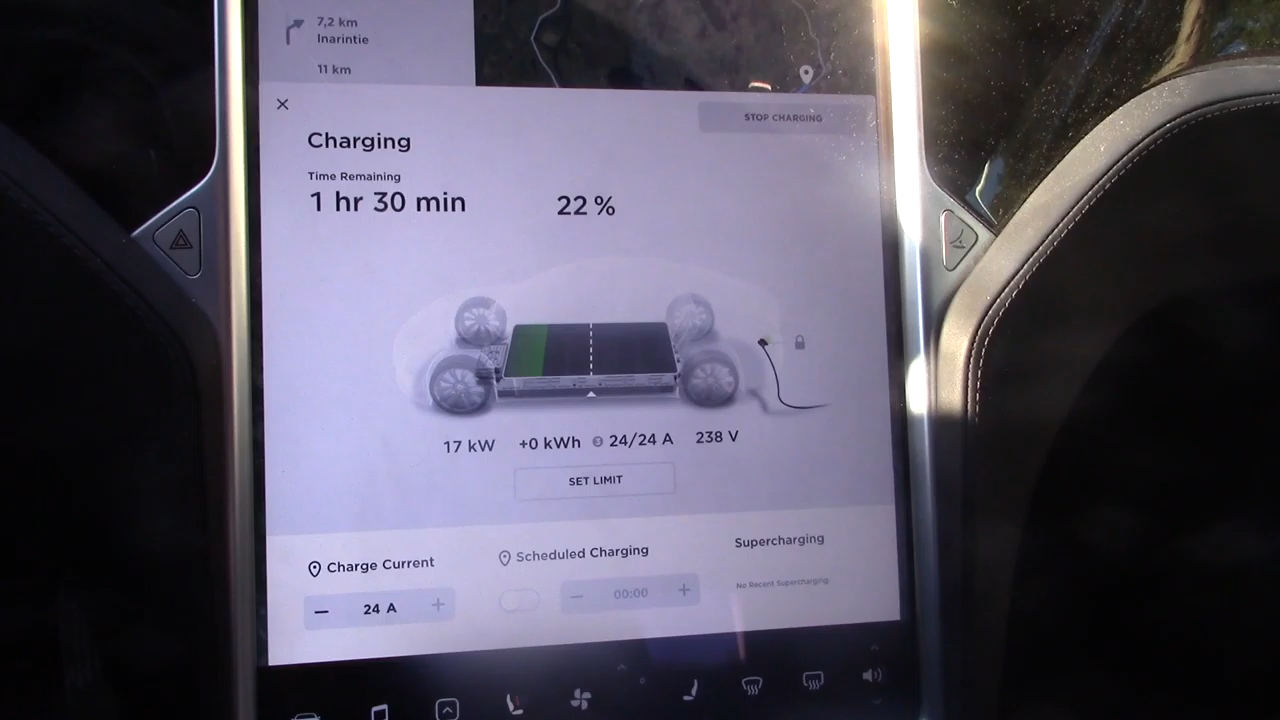 7,2 km
Inarintie
11 km
STOP CHARGING
Charging
Time Remaining
1 hr 30 min
22 %
17 kW +0 kWh 3 24/24 A 238 V
SET LIMIT
Charge Current
Scheduled Charging
Supercharging
24 A
00:00
No Recent Supercharging